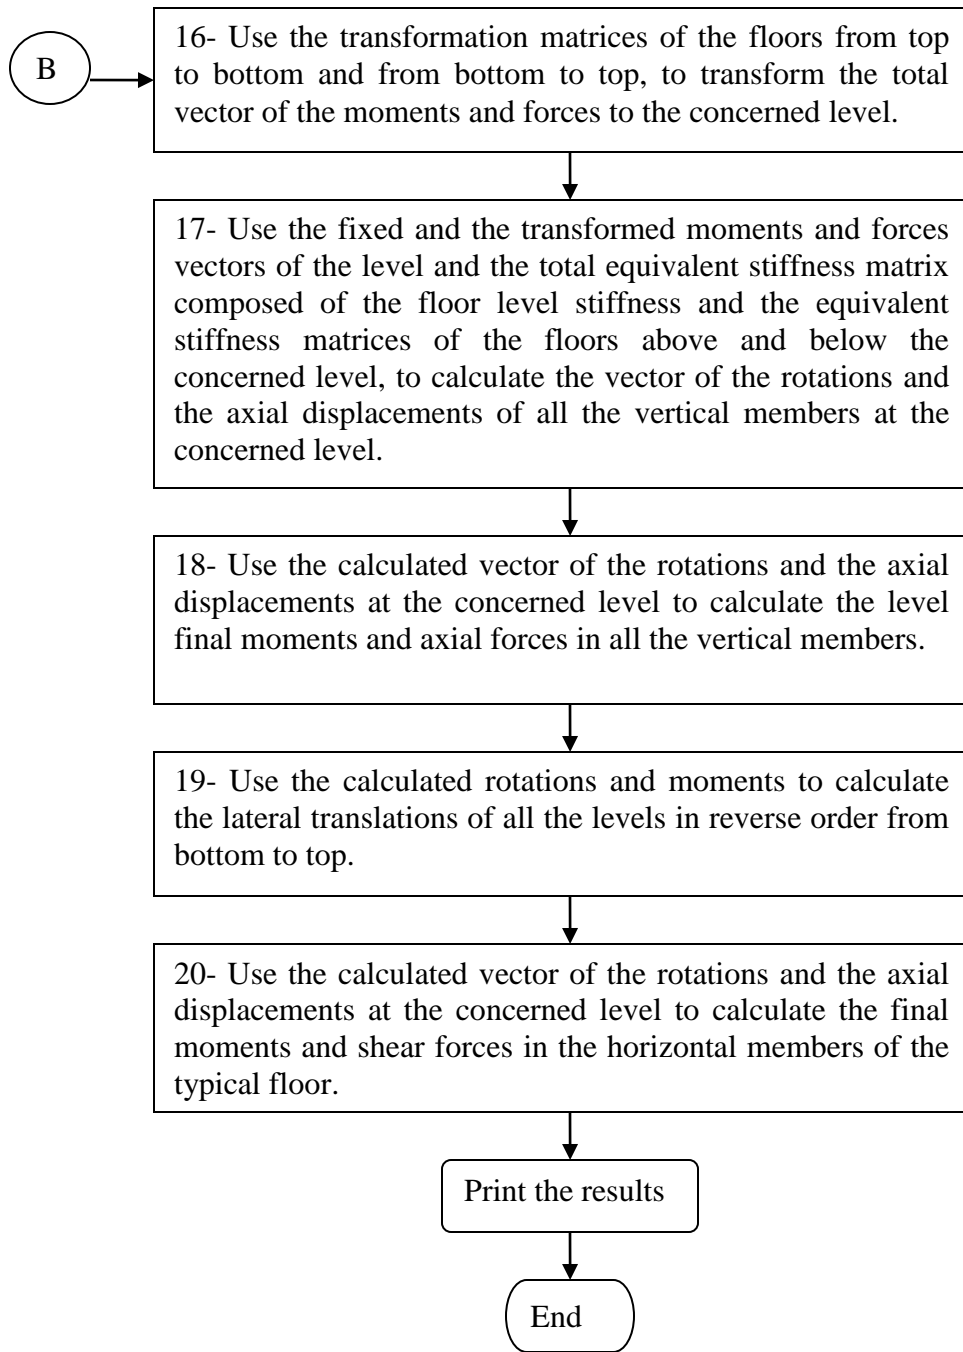 B
16- Use the transformation matrices of the floors from top
to bottom and from bottom to top, to transform the total
vector of the moments and forces to the concerned level.
17- Use the fixed and the transformed moments and forces
vectors of the level and the total equivalent stiffness matrix
composed of the floor level stiffness and the equivalent
stiffness matrices of the floors above and below the
concerned level, to calculate the vector of the rotations and
the axial displacements of all the vertical members at the
concerned level.
18- Use the calculated vector of the rotations and the axial
displacements at the concerned level to calculate the level
final moments and axial forces in all the vertical members.
19- Use the calculated rotations and moments to calculate
the lateral translations of all the levels in reverse order from
bottom to top.
20- Use the calculated vector of the rotations and the axial
displacements at the concerned level to calculate the final
moments and shear forces in the horizontal members of the
typical floor.
Print the results
End